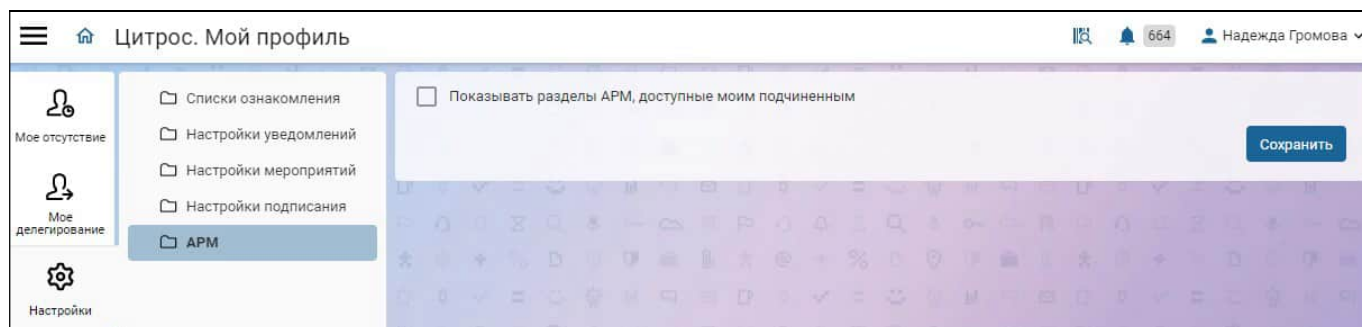 Цитрос. Мой профиль
664
Надежда Громова
Мое отсутствие
Мое
делегирование
Настройки
Списки ознакомления
Настройки уведомлений
Настройки мероприятий
Настройки подписания
АРМ
Показывать разделы АРМ, доступные моим подчиненным
Сохранить